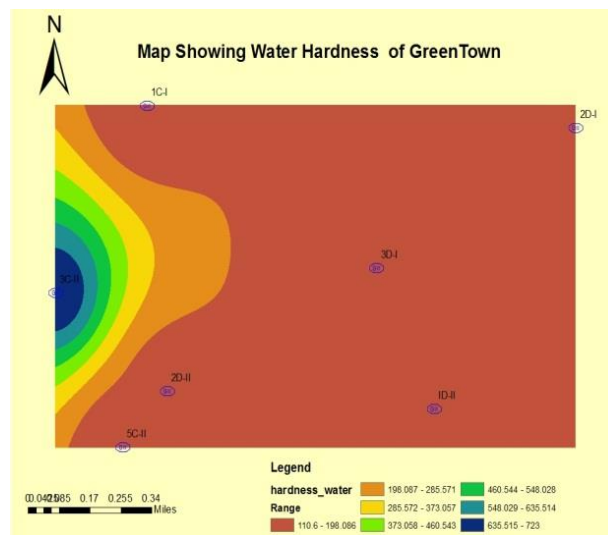 N
Map Showing Water Hardness of GreenTown
1C-I
2D-I
3D-I
3C-II
2D-II
ID-II
5C-II
Legend
hardness_water
Range
110.6 - 198.086
198.087 - 285.571
285.572 - 373.057
373.058 - 460.543
460.544 - 548.028
548.029 - 635.514
635.515 - 723
0.17 0.255 0.34
Miles